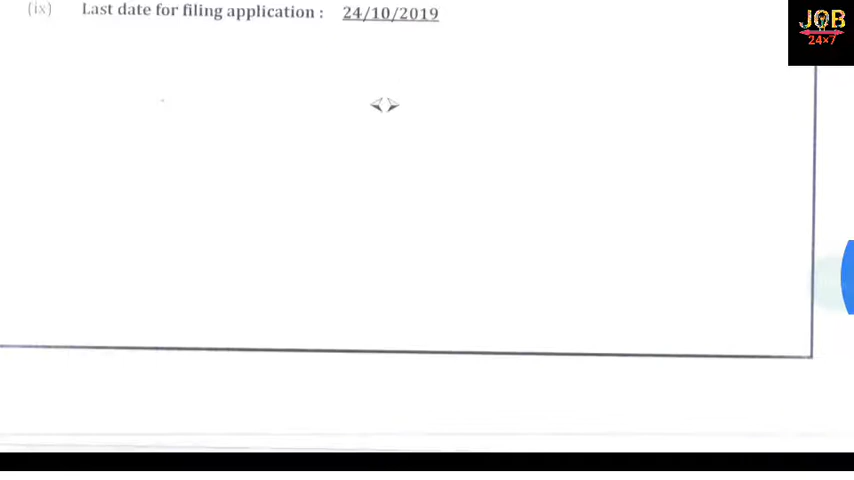 (ix) Last date for filing application : 24/10/2019
JOB
24×7